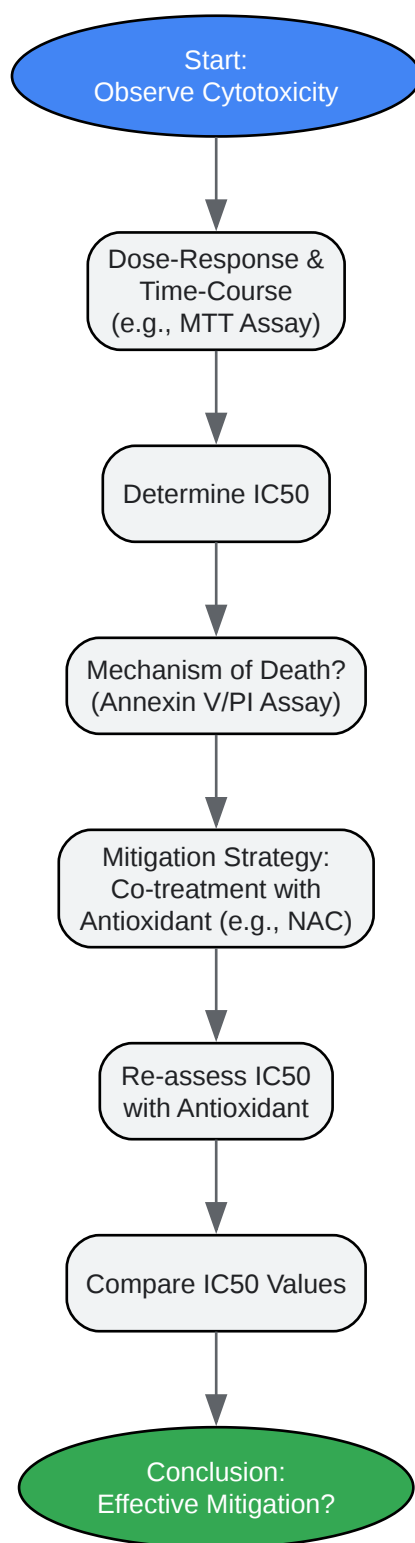 Start:
Observe Cytotoxicity
Dose-Response &
Time-Course
(e.g., MTT Assay)
Determine IC50
Mechanism of Death?
(Annexin V/PI Assay)
Mitigation Strategy:
Co-treatment with
Antioxidant (e.g., NAC)
Re-assess IC50
with Antioxidant
Compare IC50 Values
Conclusion:
Effective Mitigation?